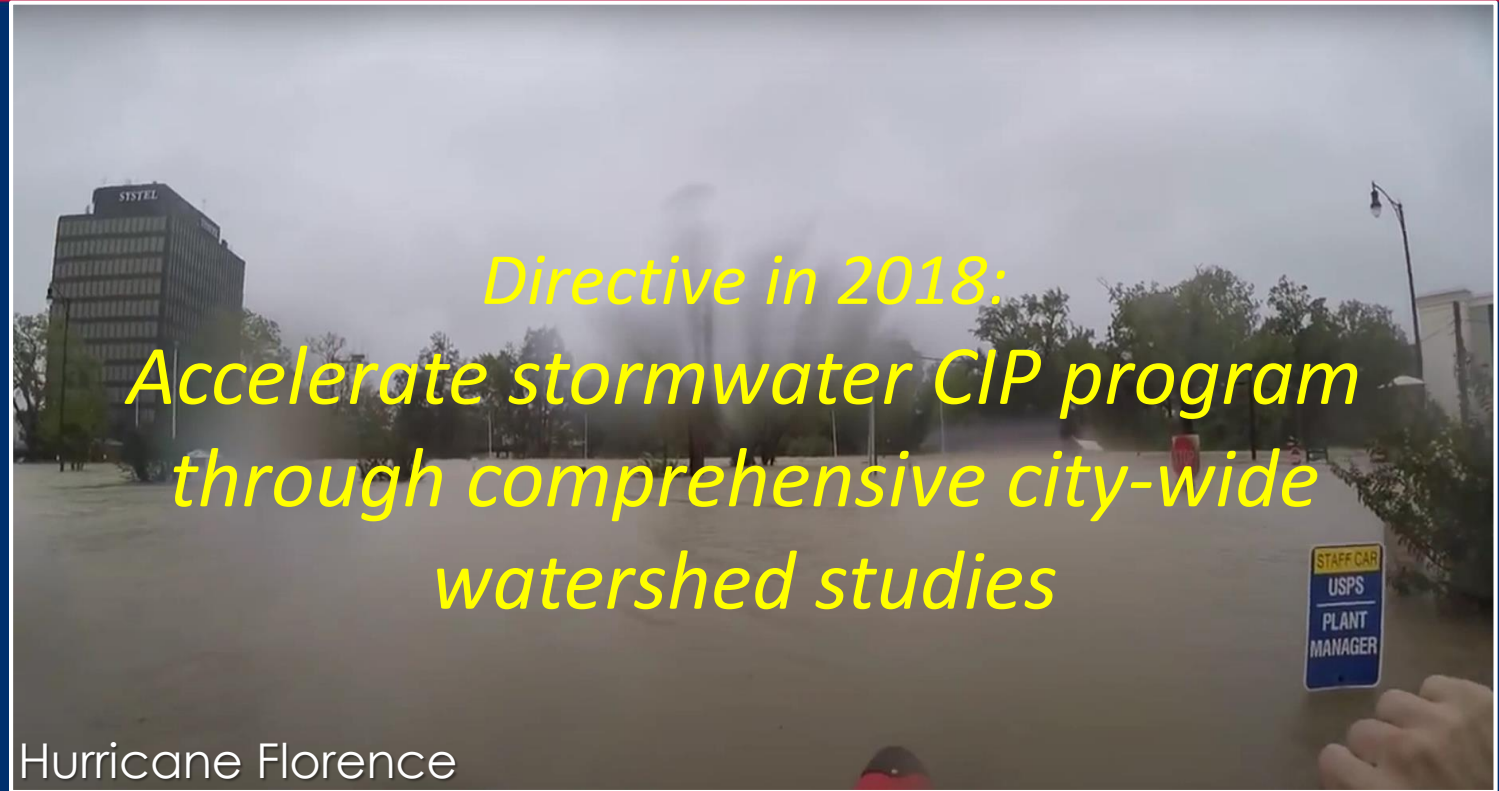 SYSTEL
Directive in 2018:
Accelerate stormwater CIP program
through comprehensive city-wide
watershed studies
STOP
STAFF CAR
USPS
PLANT
MANAGER
Hurricane Florence